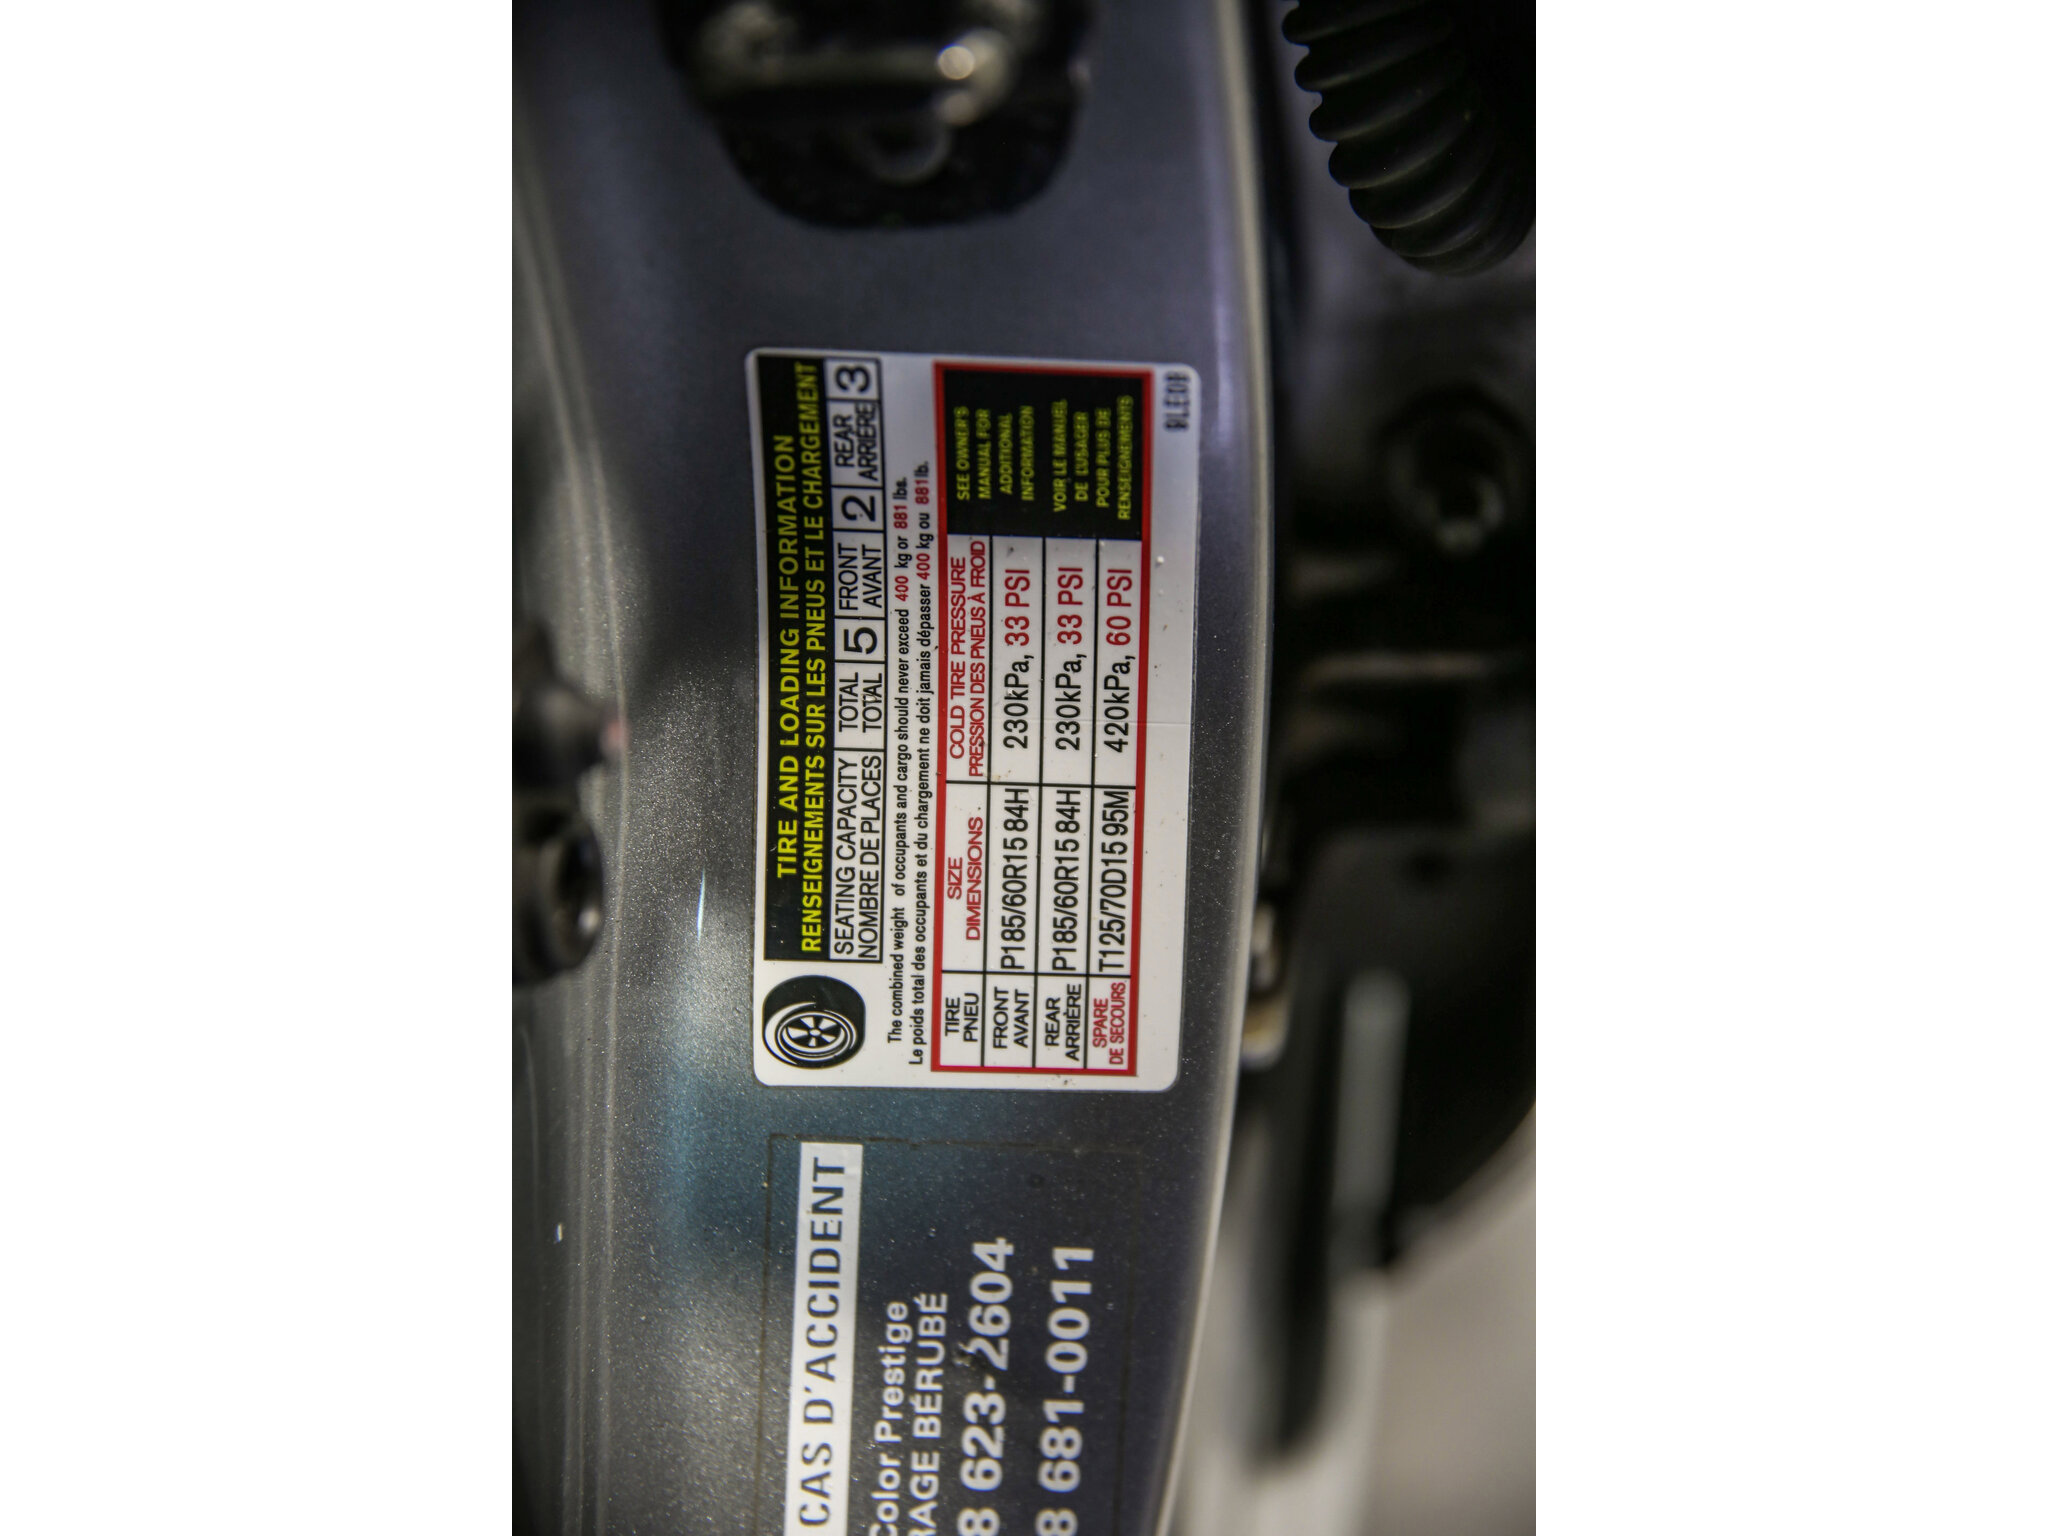 TIRE AND LOADING INFORMATION
RENSEIGNEMENTS SUR LES PNEUS ET LE CHARGEMENT
SEATING CAPACITY TOTAL 5 FRONT 2 REAR 3
NOMBRE DE PLACES TOTAL AVANT ARRIÈRE
The combined weight of occupants and cargo should never exceed 400 kg or 881 lbs.
Le poids total des occupants et du chargement ne doit jamais dépasser 400 kg ou 881 lb.
TIRE SIZE COLD TIRE PRESSURE
PNEU DIMENSIONS PRESSION DES PNEUS À FROID
FRONT
AVANT
P185/60R15 84H 230kPa, 33 PSI
REAR
ARRIÈRE
P185/60R15 84H 230kPa, 33 PSI
SPARE
DE SECOURS
T125/70D15 95M 420kPa, 60 PSI
SEE OWNER'S
MANUAL FOR
ADDITIONAL
INFORMATION
VOIR LE MANUEL
DE L'USAGER
POUR PLUS DE
RENSEIGNEMENTS
CAS D'ACCIDENT
Color Prestige
RAGE BÉRUBÉ
8 623-2604
8 681-0011